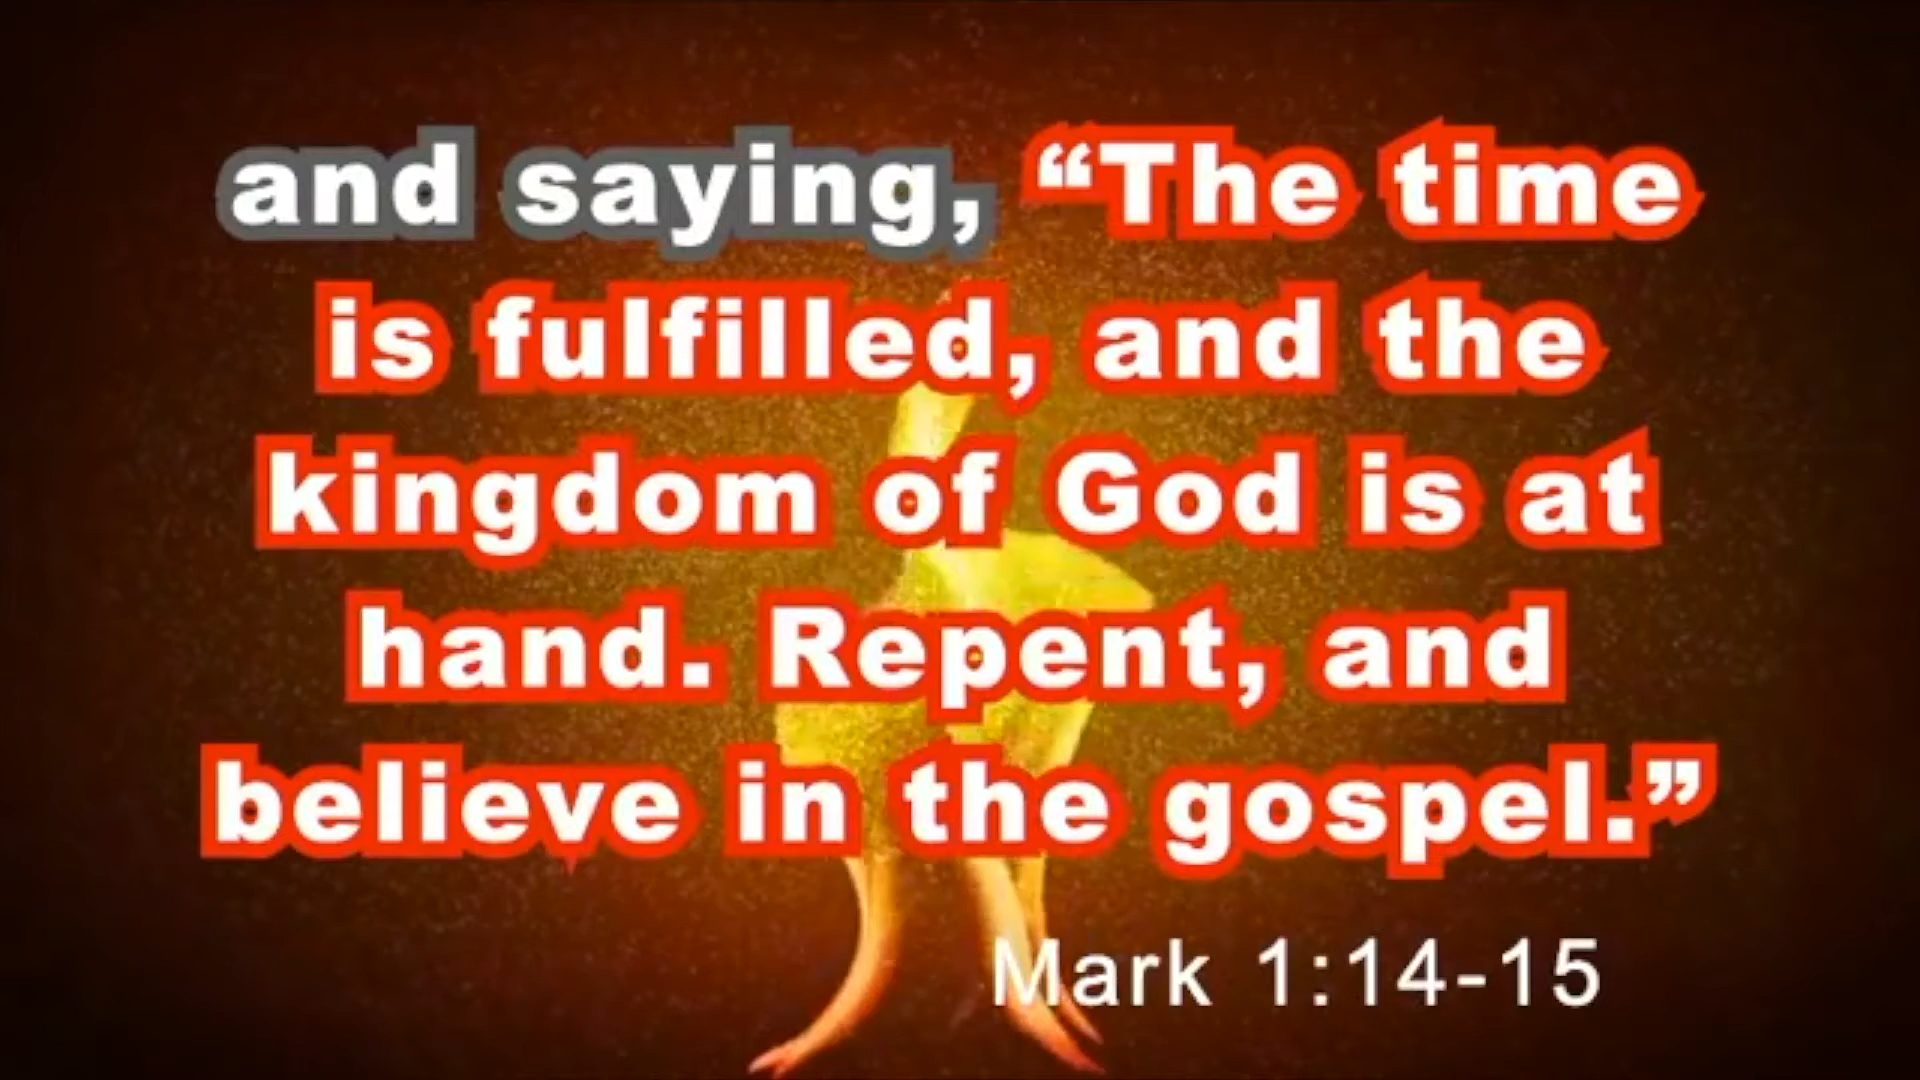 and saying, “The time
is fulfilled, and the
kingdom of God is at
hand. Repent, and
believe in the gospel.”
Mark 1:14-15